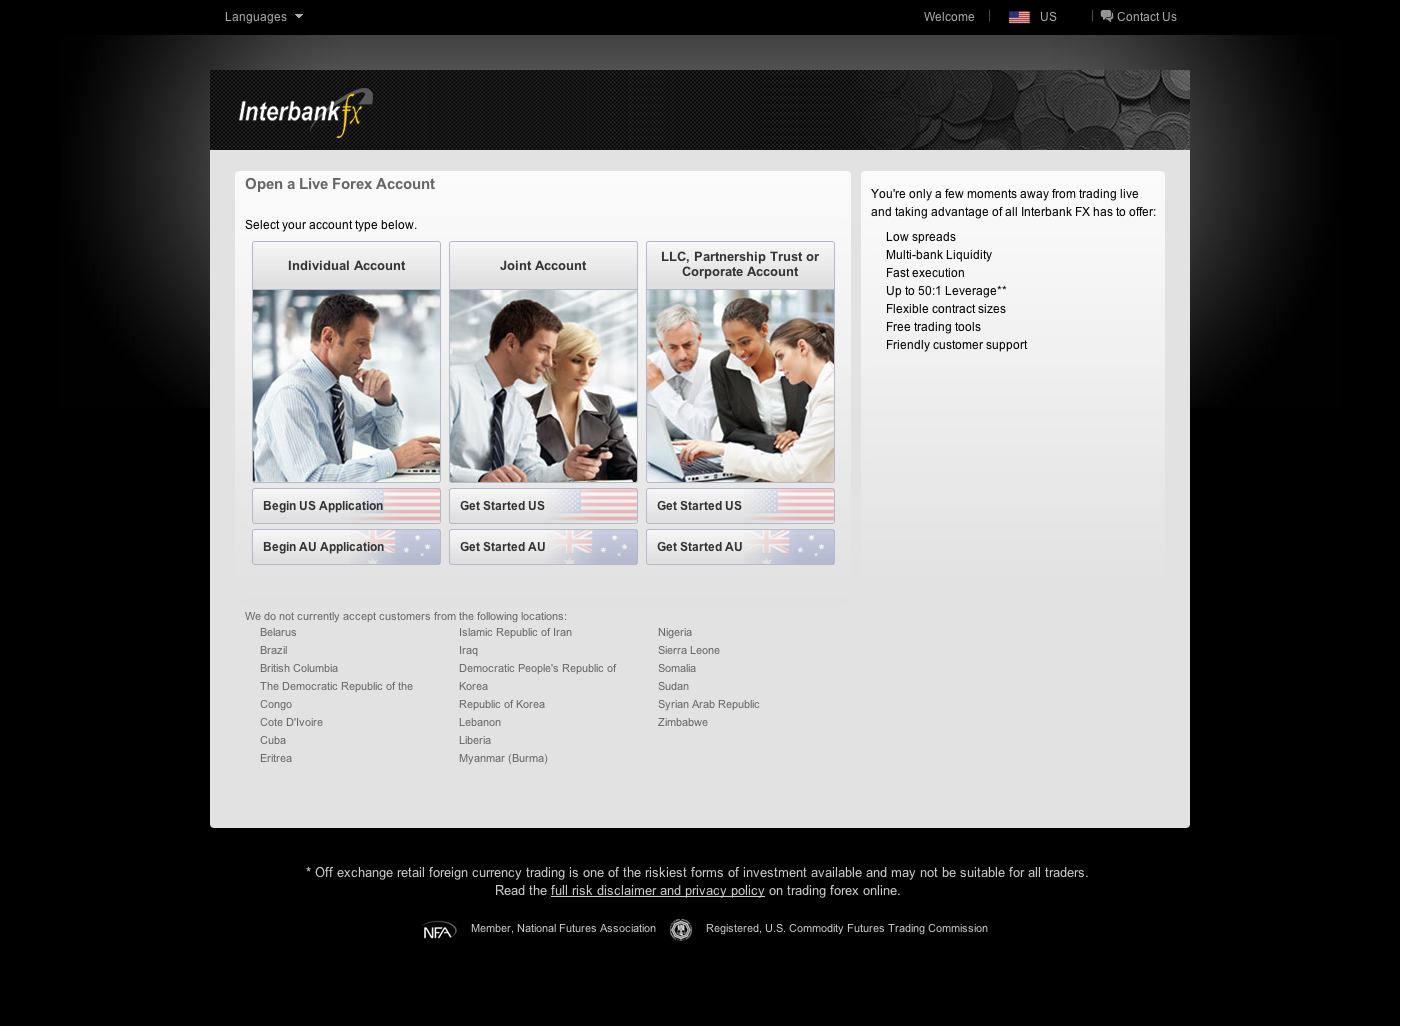 Languages
Welcome
US
Contact Us
Interbankfx
Open a Live Forex Account
Select your account type below.
Individual Account
Joint Account
LLC, Partnership Trust or
Corporate Account
Begin US Application
Get Started US
Get Started US
Begin AU Application
Get Started AU
Get Started AU
You're only a few moments away from trading live
and taking advantage of all Interbank FX has to offer:
Low spreads
Multi-bank Liquidity
Fast execution
Up to 50:1 Leverage**
Flexible contract sizes
Free trading tools
Friendly customer support
We do not currently accept customers from the following locations:
Belarus
Brazil
British Columbia
The Democratic Republic of the
Congo
Cote D'Ivoire
Cuba
Eritrea
Islamic Republic of Iran
Iraq
Democratic People's Republic of
Korea
Republic of Korea
Lebanon
Liberia
Myanmar (Burma)
Nigeria
Sierra Leone
Somalia
Sudan
Syrian Arab Republic
Zimbabwe
* Off exchange retail foreign currency trading is one of the riskiest forms of investment available and may not be suitable for all traders.
Read the full risk disclaimer and privacy policy on trading forex online.
NFA
Member, National Futures Association
Registered, U.S. Commodity Futures Trading Commission